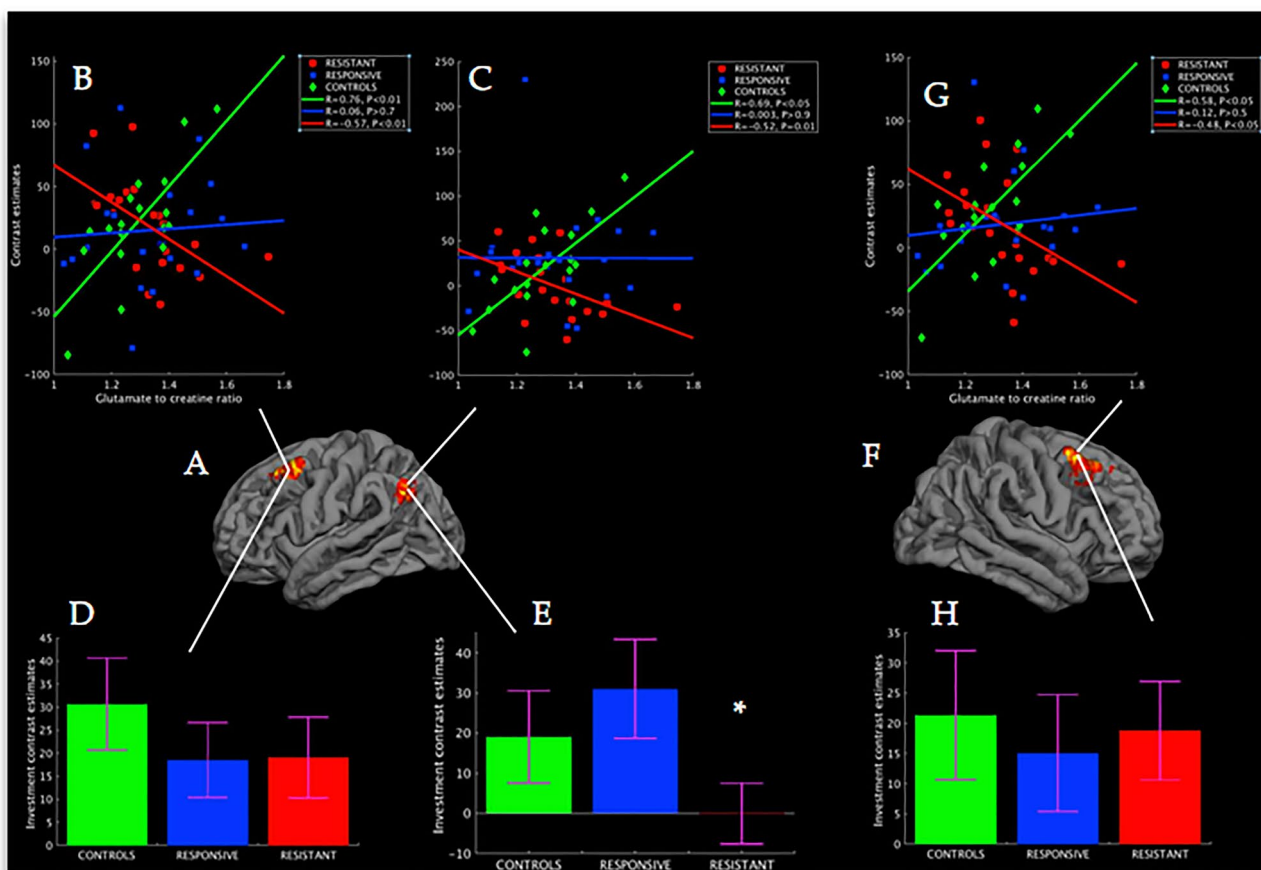 B
150
100
50
0
−50
−100
1
1.2
1.4
1.6
1.8
Contrast estimates
Glutamate to creatine ratio
RESISTANT
RESPONSIVE
CONTROLS
R=0.76, P<0.01
R=0.06, P>0.7
R=−0.57, P<0.01
C
250
200
150
100
50
0
−50
−100
1
1.2
1.4
1.6
1.8
RESISTANT
RESPONSIVE
CONTROLS
R=0.69, P<0.05
R=0.003, P>0.9
R=−0.52, P=0.01
G
150
100
50
0
−50
−100
1
1.2
1.4
1.6
1.8
Contrast estimates
Glutamate to creatine ratio
RESISTANT
RESPONSIVE
CONTROLS
R=0.58, P<0.05
R=0.12, P>0.5
R=−0.48, P<0.05
A
F
D
45
40
35
30
25
20
15
10
5
0
Investment contrast estimates
CONTROLS
RESPONSIVE
RESISTANT
E
40
30
20
10
0
−10
Investment contrast estimates
*
CONTROLS
RESPONSIVE
RESISTANT
H
35
30
25
20
15
10
5
0
Investment contrast estimates
CONTROLS
RESPONSIVE
RESISTANT